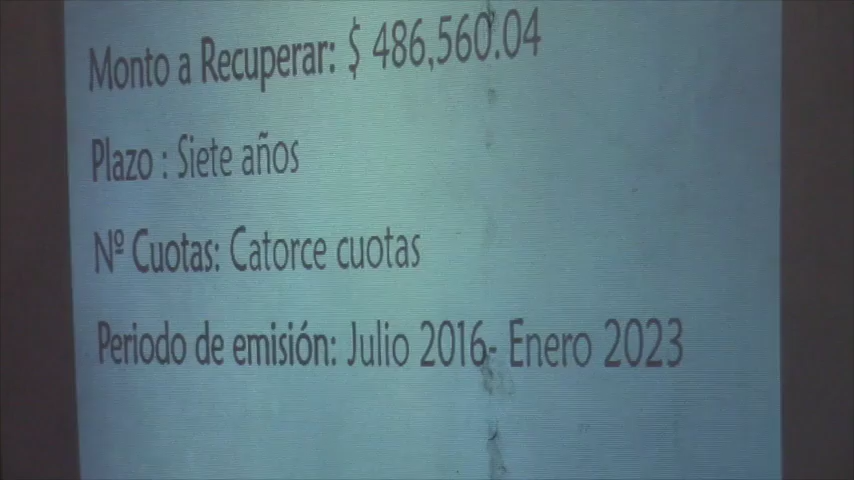 Monto a Recuperar: $ 486,560.04
Plazo : Siete años
Nº Cuotas: Catorce cuotas
Periodo de emisión: Julio 2016- Enero 2023